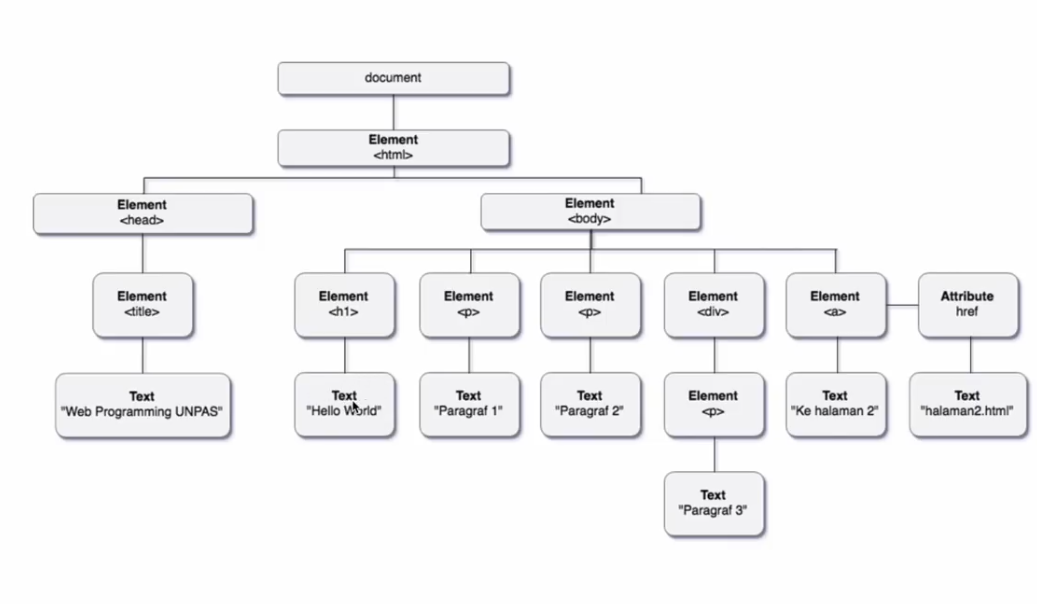 document
Element
<html>
Element
<head>
Element
<body>
Element
<title>
Element
<h1>
Element
<p>
Element
<p>
Element
<div>
Element
<a>
Attribute
href
Text
"Web Programming UNPAS"
Text
"Hello World"
Text
"Paragraf 1"
Text
"Paragraf 2"
Element
<p>
Text
"Ke halaman 2"
Text
"halaman2.html"
Text
"Paragraf 3"